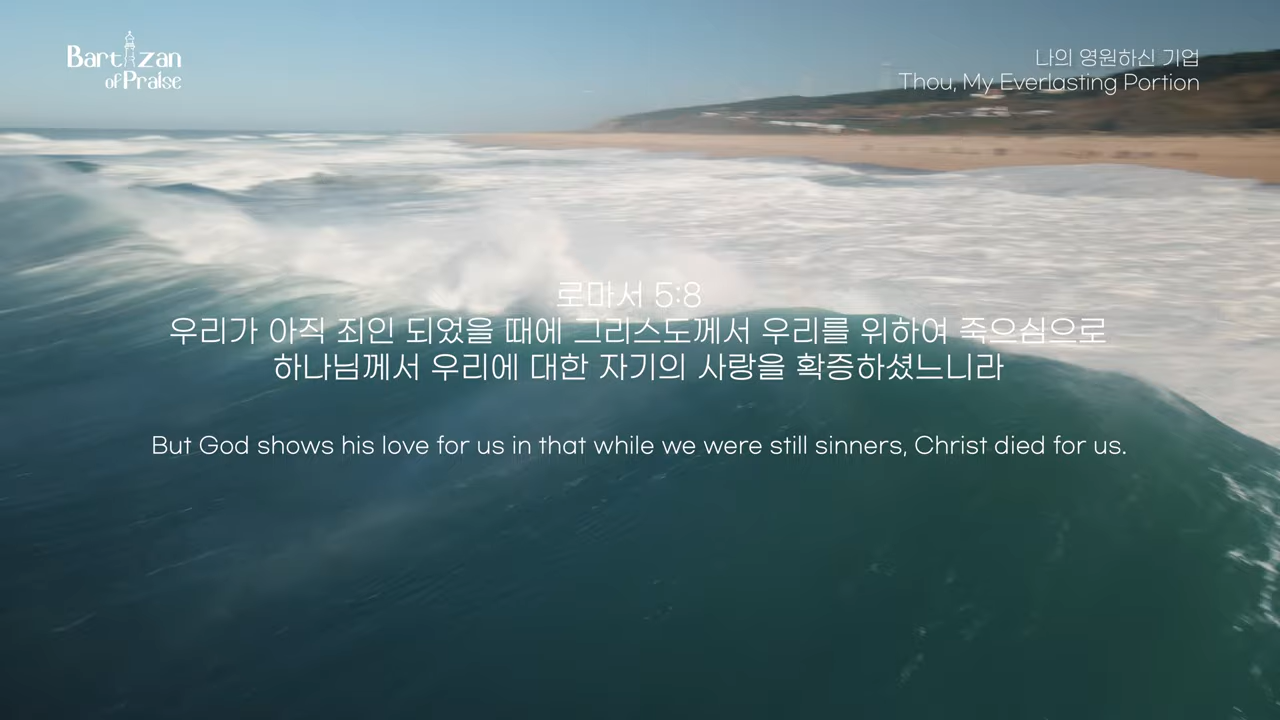 Bartizan
of Praise
나의 영원하신 기업
Thou, My Everlasting Portion
로마서 5:8
우리가 아직 죄인 되었을 때에 그리스도께서 우리를 위하여 죽으심으로
하나님께서 우리에 대한 자기의 사랑을 확증하셨느니라
But God shows his love for us in that while we were still sinners, Christ died for us.